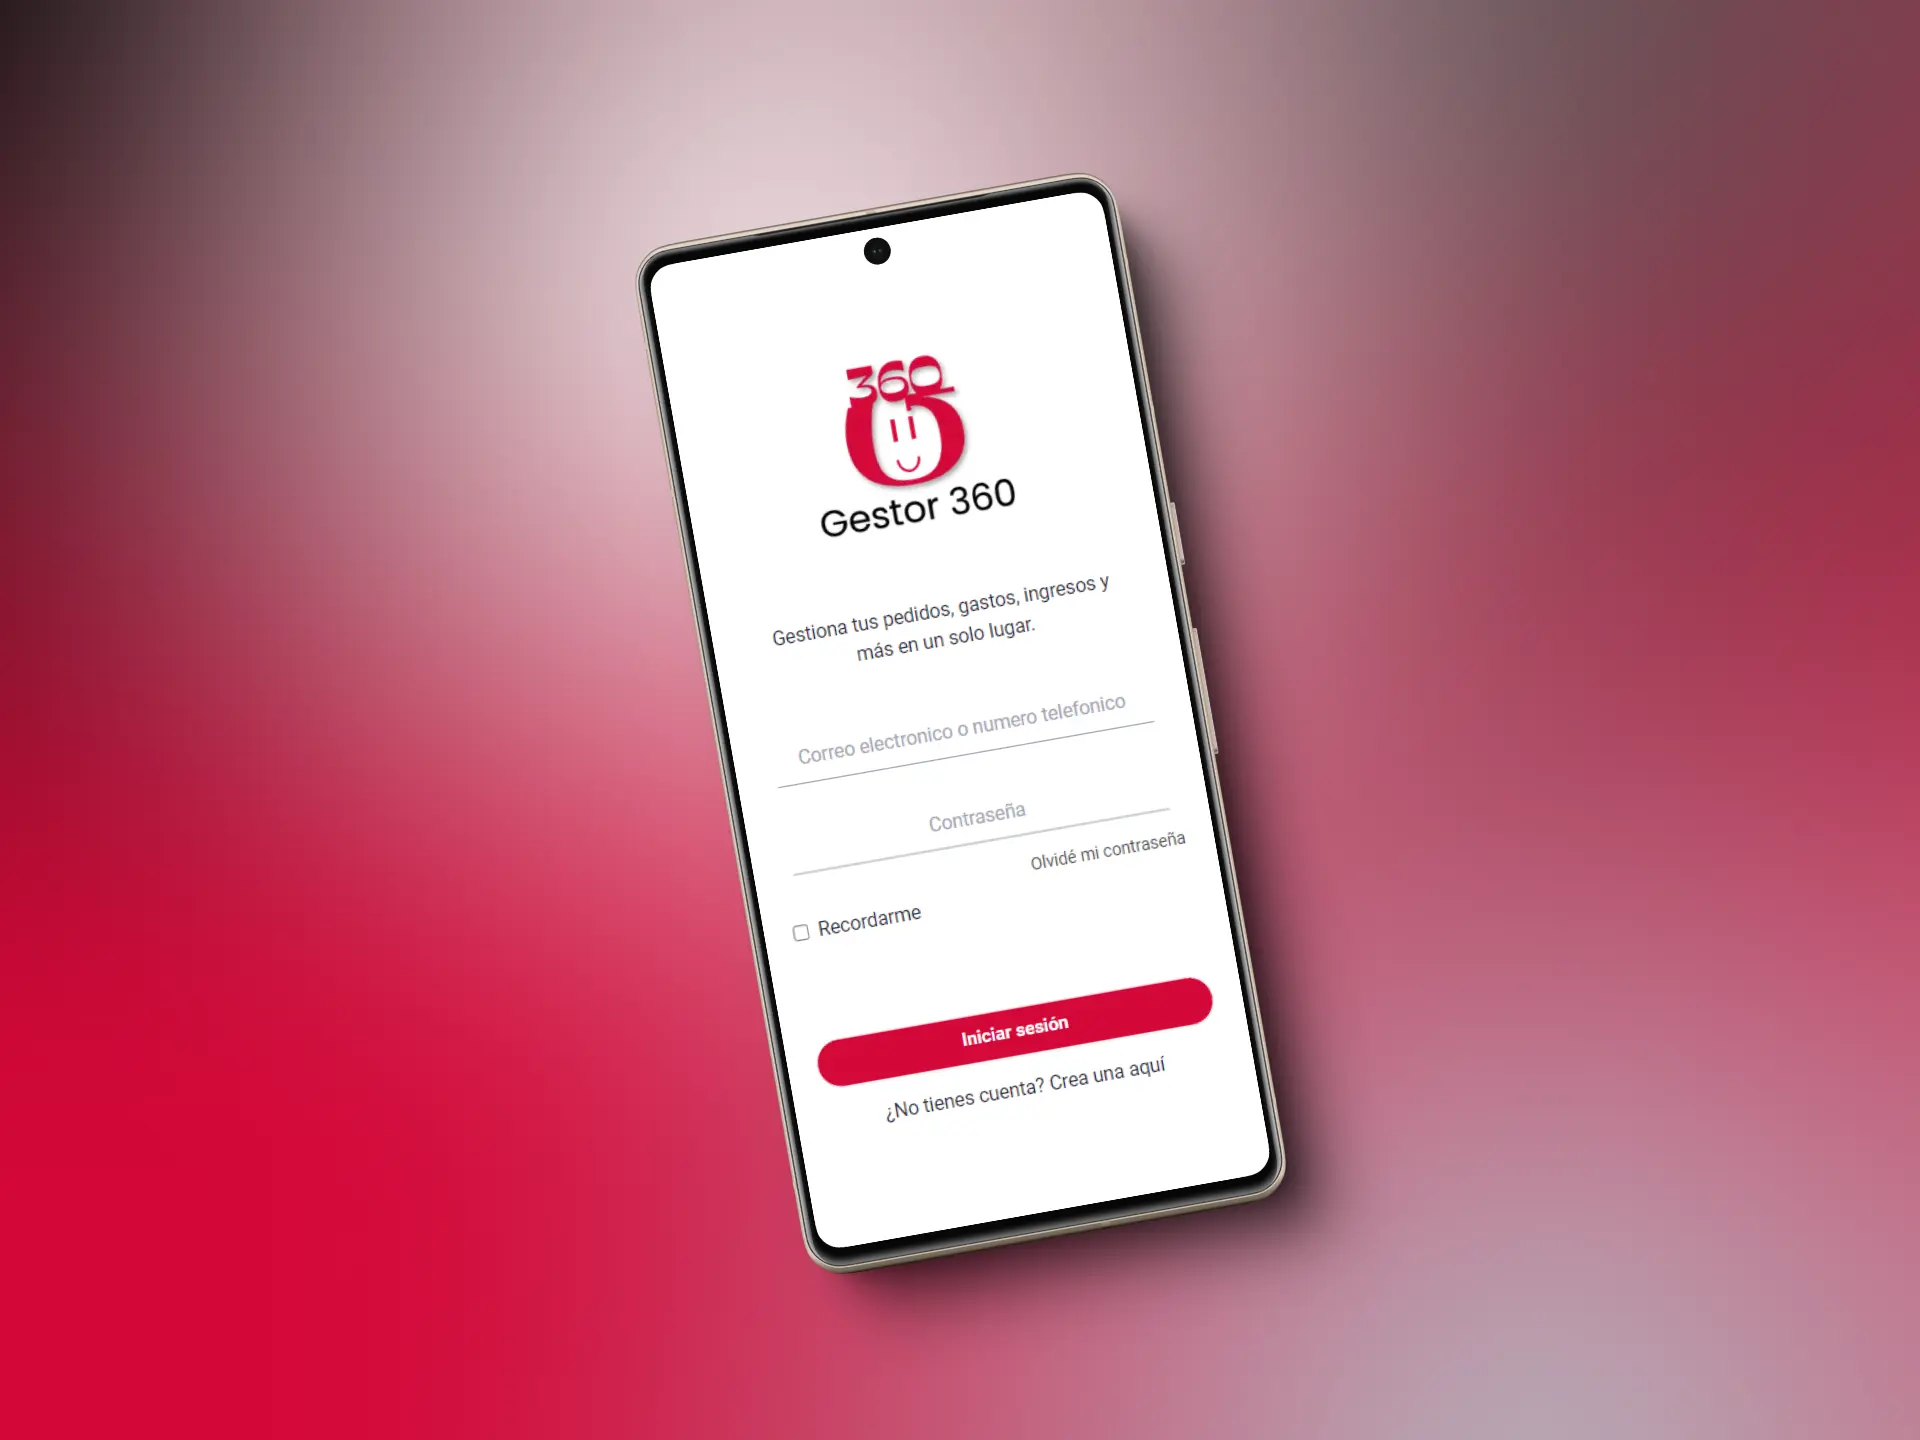 360
Gestor 360
Gestiona tus pedidos, gastos, ingresos y
más en un solo lugar.
Correo electronico o numero telefonico
Contraseña
Olvidé mi contraseña
Recordarme
Iniciar sesión
¿No tienes cuenta? Crea una aquí